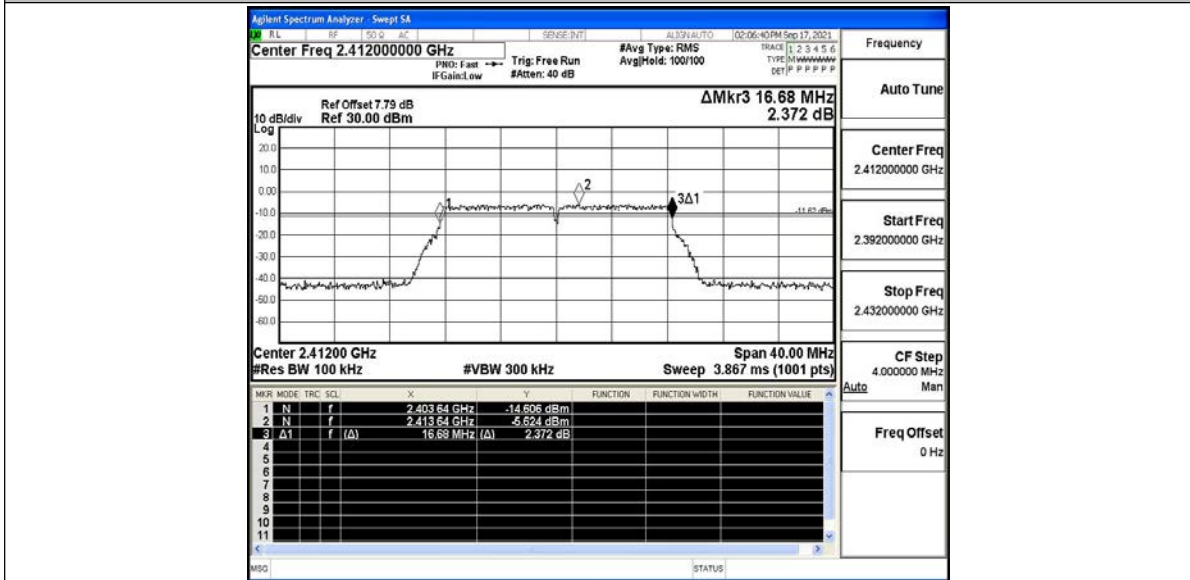 Agilent Spectrum Analyzer - Swept SA
RL RF 50 Ω AC SENSE:INT ALIGNAUTO 02:06:40 PM Sep 17, 2021
Center Freq 2.412000000 GHz
PNO: Fast
IFGain:Low
Trig: Free Run
#Atten: 40 dB
#Avg Type: RMS
Avg|Hold: 100/100
TRACE 1 2 3 4 5 6
TYPE M W W W W W
DET P P P P P P
Frequency
Auto Tune
Center Freq
2.412000000 GHz
Start Freq
2.392000000 GHz
Stop Freq
2.432000000 GHz
CF Step
4.000000 MHz
Auto Man
Freq Offset
0 Hz
ΔMkr3 16.68 MHz
2.372 dB
Ref Offset 7.79 dB
10 dB/div Ref 30.00 dBm
Log
20.0
10.0
0.00
-10.0
-20.0
-30.0
-40.0
-50.0
-60.0
1
2
3Δ1
-11.62 dBm
Center 2.41200 GHz Span 40.00 MHz
#Res BW 100 kHz #VBW 300 kHz Sweep 3.867 ms (1001 pts)
MKR MODE TRC SCL X Y FUNCTION FUNCTION WIDTH FUNCTION VALUE
1 N f 2.403 64 GHz -14.606 dBm
2 N f 2.413 64 GHz -5.624 dBm
3 Δ1 f (Δ) 16.68 MHz (Δ) 2.372 dB
4
5
6
7
8
9
10
11
MSG STATUS